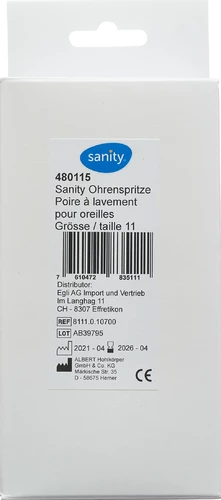 sanity.
480115
Sanity Ohrenspritze
Poire à lavement
pour oreilles
Grösse / taille 11
7 610472 835111
Distributor:
Egli AG Import und Vertrieb
Im Langhag 11
CH - 8307 Effretikon
REF 8111.0.10700
LOT AB39795
2021 - 04 2026 - 04
ALBERT Hohlkörper
GmbH & Co. KG
Märkische Str. 35
D - 58675 Hemer
CE